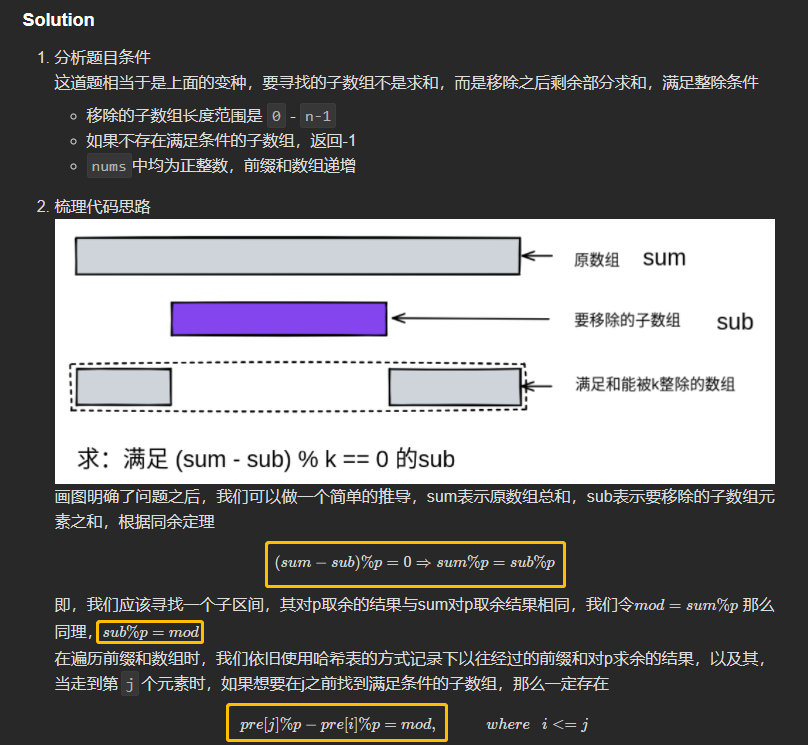 Solution
1. 分析题目条件
这道题相当于是上面的变种，要寻找的子数组不是求和，而是移除之后剩余部分求和，满足整除条件
移除的子数组长度范围是 0 - n-1
如果不存在满足条件的子数组，返回-1
nums 中均为正整数，前缀和数组递增
2. 梳理代码思路
原数组 sum
要移除的子数组 sub
满足和能被k整除的数组
求：满足 (sum - sub) % k == 0 的sub
画图明确了问题之后，我们可以做一个简单的推导，sum表示原数组总和，sub表示要移除的子数组元
素之和，根据同余定理
(sum − sub)%p = 0 ⇒ sum%p = sub%p
即，我们应该寻找一个子区间，其对p取余的结果与sum对p取余结果相同，我们令mod = sum%p 那么
同理，sub%p = mod
在遍历前缀和数组时，我们依旧使用哈希表的方式记录下以往经过的前缀和对p求余的结果，以及其，
当走到第 j 个元素时，如果想要在j之前找到满足条件的子数组，那么一定存在
pre[j]%p − pre[i]%p = mod, where i <= j